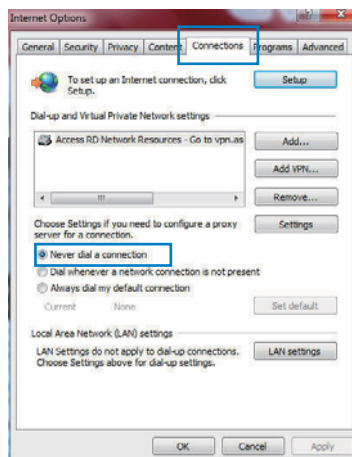 Internet Options
General Security Privacy Content Connections Programs Advanced
To set up an Internet connection, click
Setup.
Setup
Dial-up and Virtual Private Network settings
Access RD Network Resources - Go to vpn.as
Add...
Add VPN...
Remove...
Choose Settings if you need to configure a proxy
server for a connection.
Settings
Never dial a connection
Dial whenever a network connection is not present
Always dial my default connection
Current None
Set default
Local Area Network (LAN) settings
LAN Settings do not apply to dial-up connections.
Choose Settings above for dial-up settings.
LAN settings
OK Cancel Apply